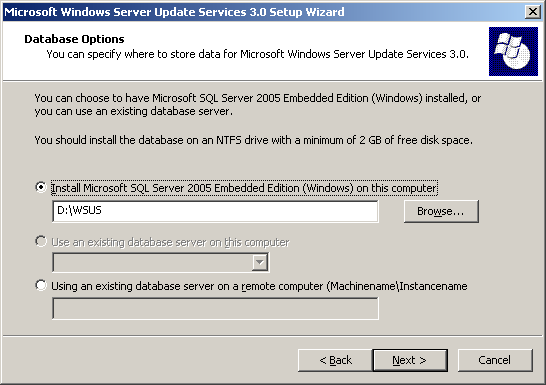 Microsoft Windows Server Update Services 3.0 Setup Wizard
Database Options
You can specify where to store data for Microsoft Windows Server Update Services 3.0.
You can choose to have Microsoft SQL Server 2005 Embedded Edition (Windows) installed, or
you can use an existing database server.
You should install the database on an NTFS drive with a minimum of 2 GB of free disk space.
Install Microsoft SQL Server 2005 Embedded Edition (Windows) on this computer
D:\WSUS
Browse...
Use an existing database server on this computer
Using an existing database server on a remote computer (Machinename\Instancename
< Back
Next >
Cancel